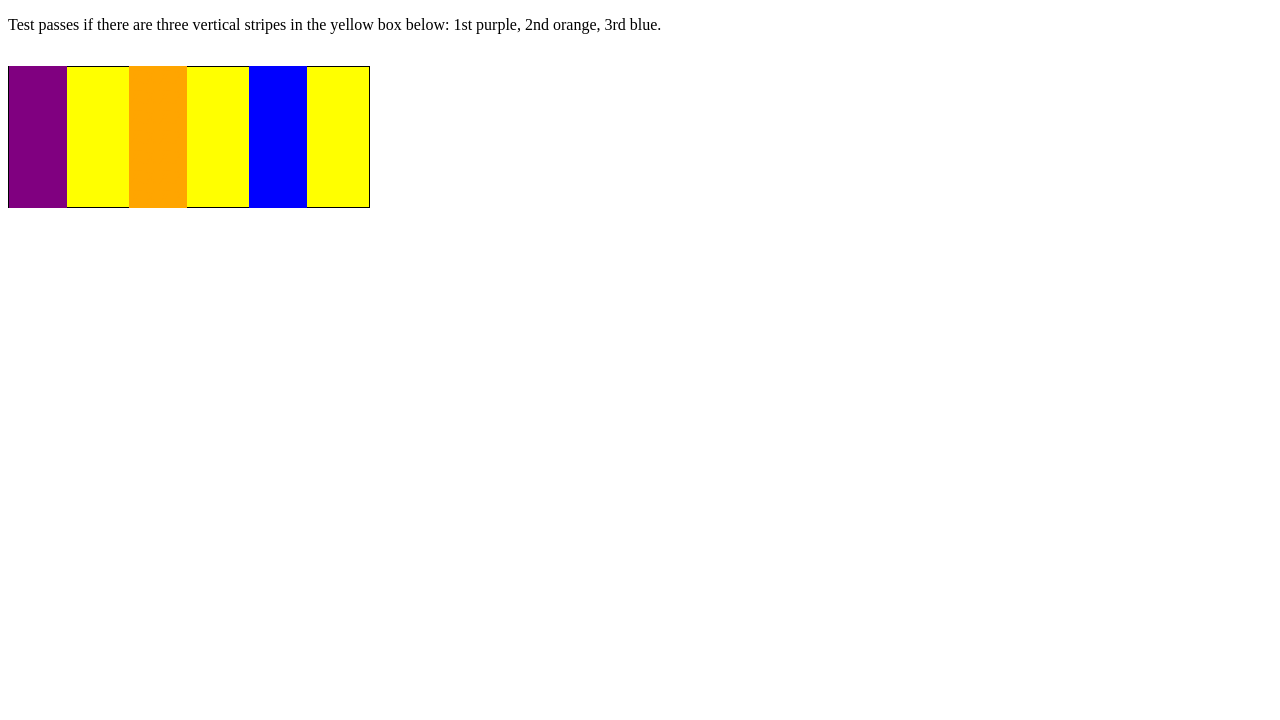 Test passes if there are three vertical stripes in the yellow box below: 1st purple, 2nd orange, 3rd blue.